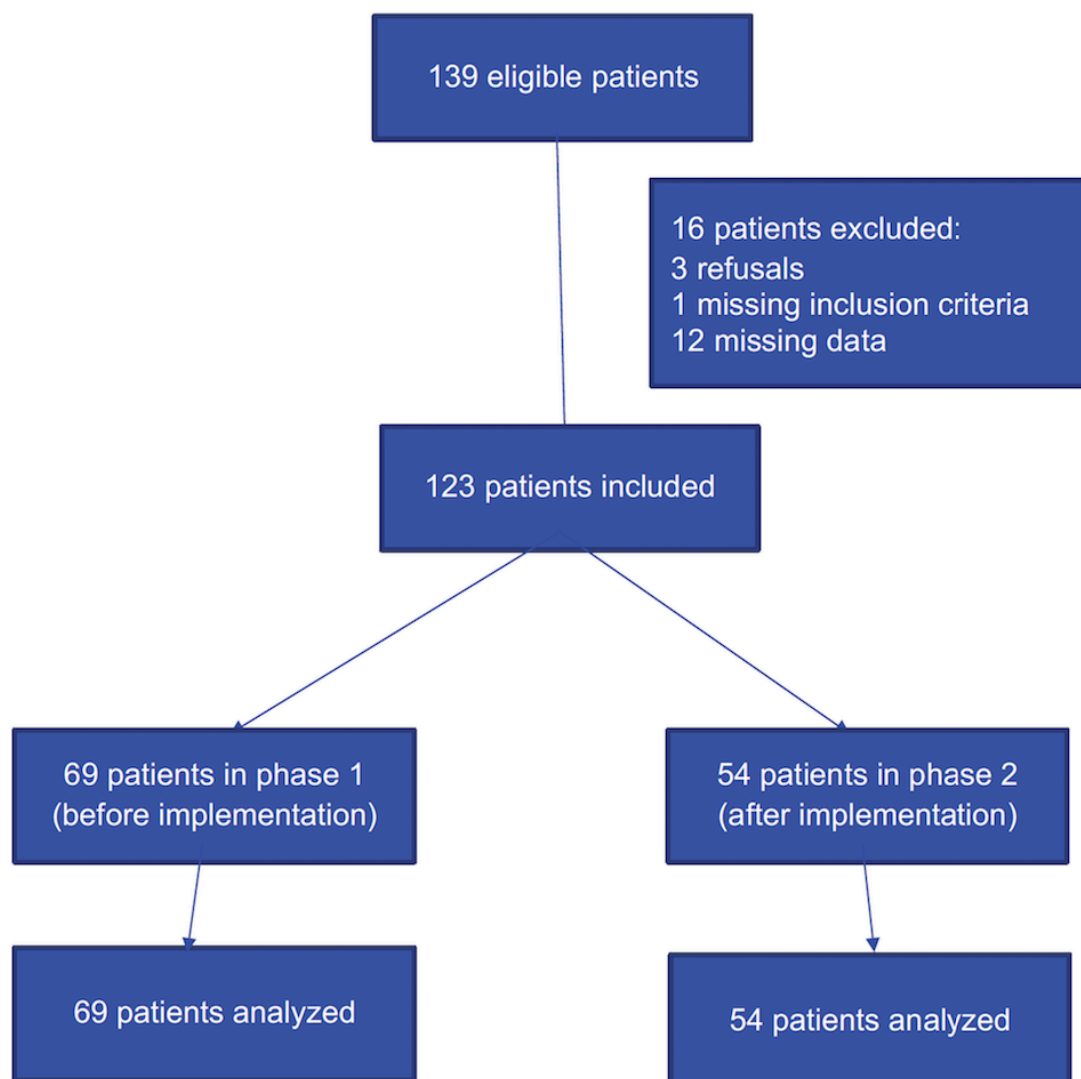 139 eligible patients
16 patients excluded:
3 refusals
1 missing inclusion criteria
12 missing data
123 patients included
69 patients in phase 1
(before implementation)
54 patients in phase 2
(after implementation)
69 patients analyzed
54 patients analyzed